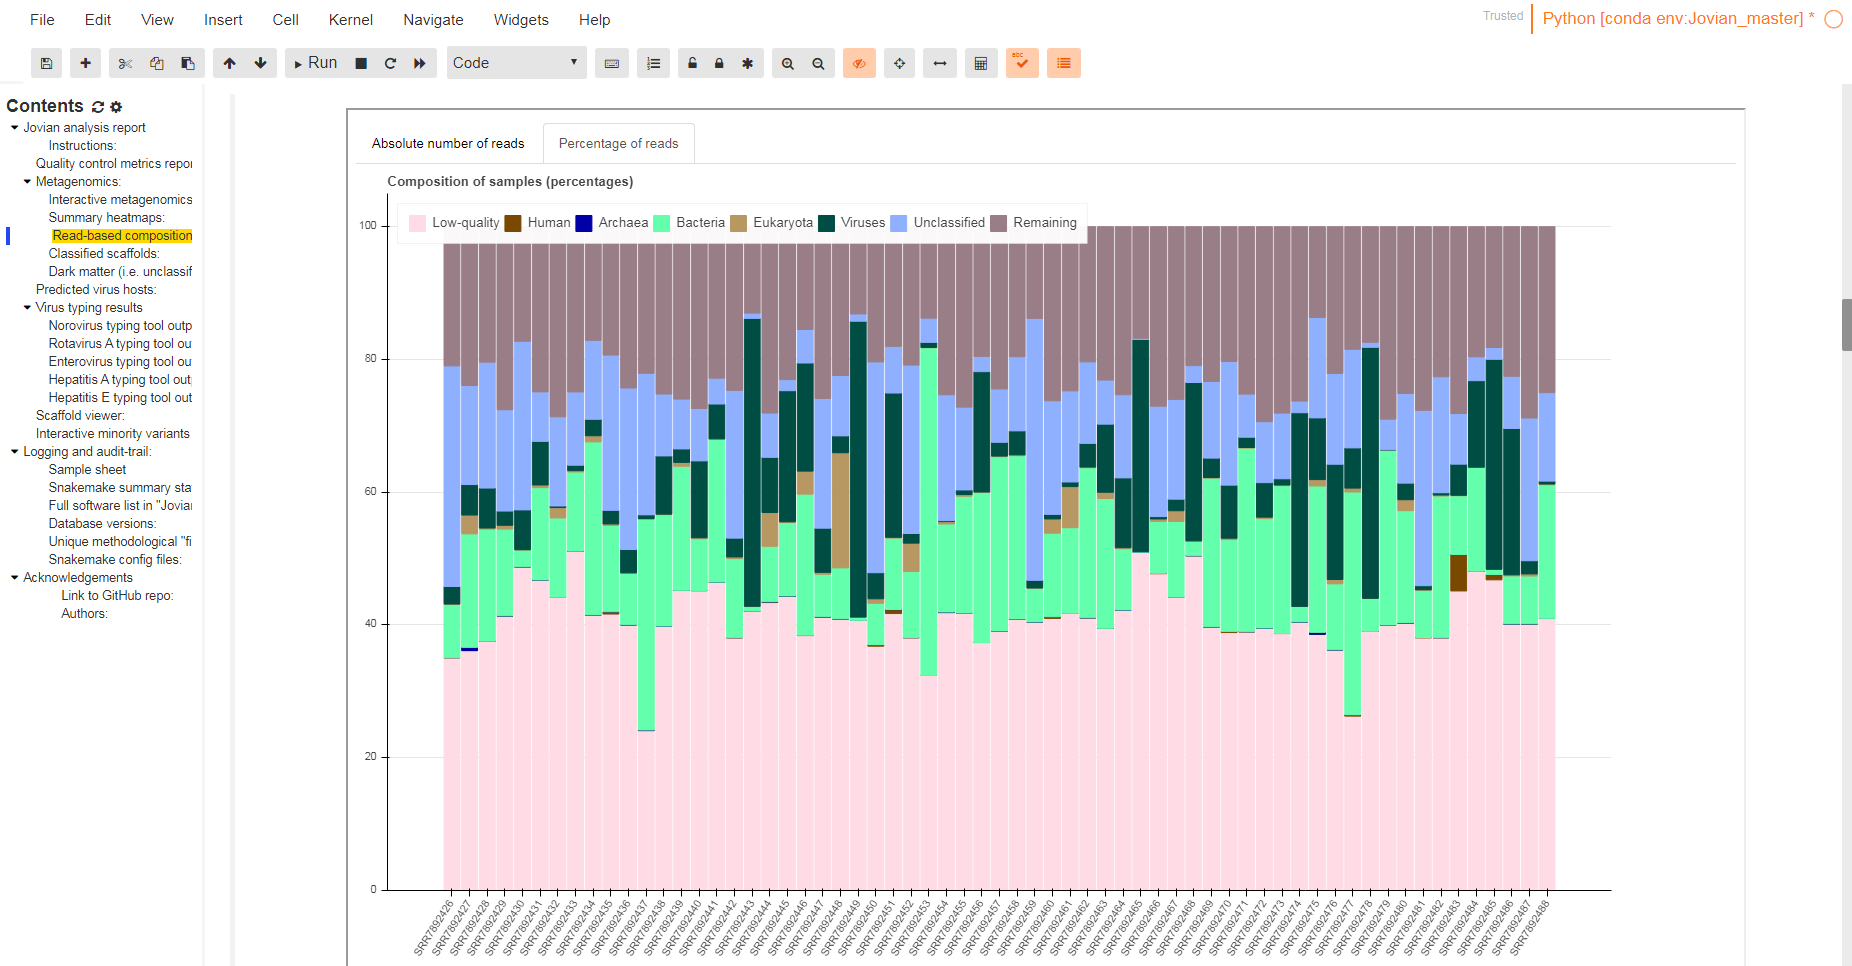 File Edit View Insert Cell Kernel Navigate Widgets Help
Trusted Python [conda env:Jovian_master] *
Run Code abc
Contents
Jovian analysis report
Instructions:
Quality control metrics repor
Metagenomics:
Interactive metagenomics
Summary heatmaps:
Read-based composition
Classified scaffolds:
Dark matter (i.e. unclassif
Predicted virus hosts:
Virus typing results
Norovirus typing tool outp
Rotavirus A typing tool ou
Enterovirus typing tool ou
Hepatitis A typing tool out
Hepatitis E typing tool out
Scaffold viewer:
Interactive minority variants
Logging and audit-trail:
Sample sheet
Snakemake summary sta
Full software list in "Jovian
Database versions:
Unique methodological "fi
Snakemake config files:
Acknowledgements
Link to GitHub repo:
Authors:
Absolute number of reads Percentage of reads
Composition of samples (percentages)
Low-quality Human Archaea Bacteria Eukaryota Viruses Unclassified Remaining
100
80
60
40
20
0
SRR7892426
SRR7892427
SRR7892428
SRR7892429
SRR7892430
SRR7892431
SRR7892432
SRR7892433
SRR7892434
SRR7892435
SRR7892436
SRR7892437
SRR7892438
SRR7892439
SRR7892440
SRR7892441
SRR7892442
SRR7892443
SRR7892444
SRR7892445
SRR7892446
SRR7892447
SRR7892448
SRR7892449
SRR7892450
SRR7892451
SRR7892452
SRR7892453
SRR7892454
SRR7892455
SRR7892456
SRR7892457
SRR7892458
SRR7892459
SRR7892460
SRR7892461
SRR7892462
SRR7892463
SRR7892464
SRR7892465
SRR7892466
SRR7892467
SRR7892468
SRR7892469
SRR7892470
SRR7892471
SRR7892472
SRR7892473
SRR7892474
SRR7892475
SRR7892476
SRR7892477
SRR7892478
SRR7892479
SRR7892480
SRR7892481
SRR7892482
SRR7892483
SRR7892484
SRR7892485
SRR7892486
SRR7892487
SRR7892488